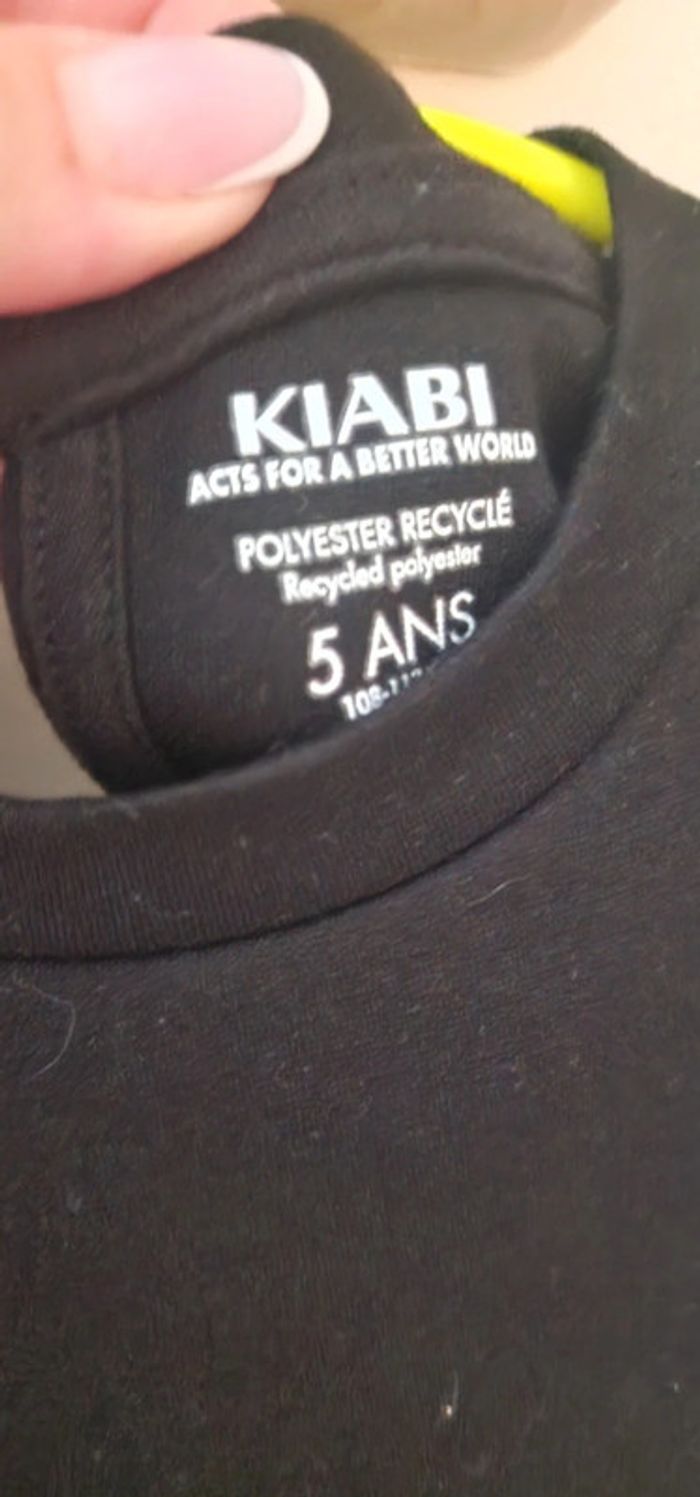 KIABI
ACTS FOR A BETTER WORLD
POLYESTER RECYCLÉ
Recycled polyester
5 ANS